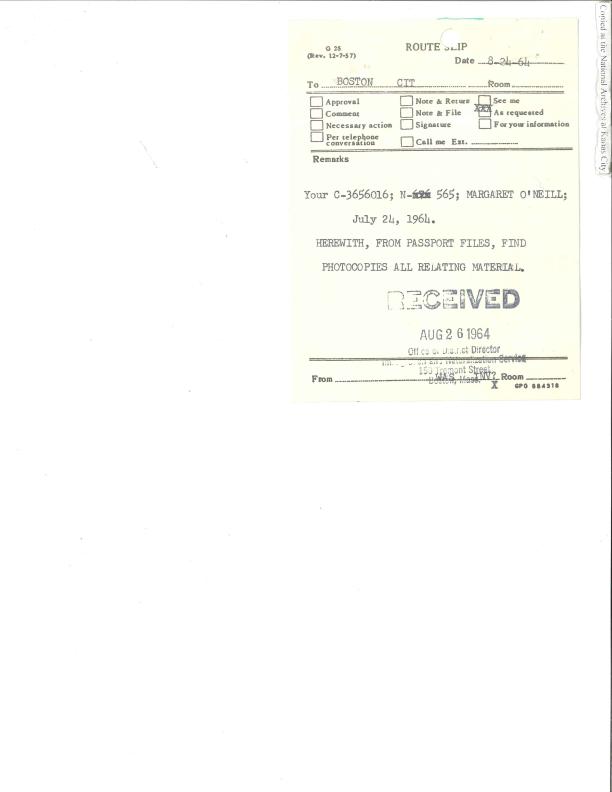 G 25
(Rev. 12-7-57)
ROUTE SLIP
Date 8-24-64
To BOSTON CIT Room
Approval
Note & Return
See me
Comment
Note & File
XXX As requested
Necessary action
Signature
For your information
Per telephone conversation
Call me Ext.
Remarks
Your C-3656016; N- 565; MARGARET O'NEILL;
July 24, 1964.
HEREWITH, FROM PASSPORT FILES, FIND
PHOTOCOPIES ALL RELATING MATERIAL.
RECEIVED
AUG 26 1964
Office of District Director
Immigration and Naturalization Service
150 Tremont Street
Boston, Mass.
From WAS INV? Room
X GPO 884318
Copied at the National Archives at Kansas City